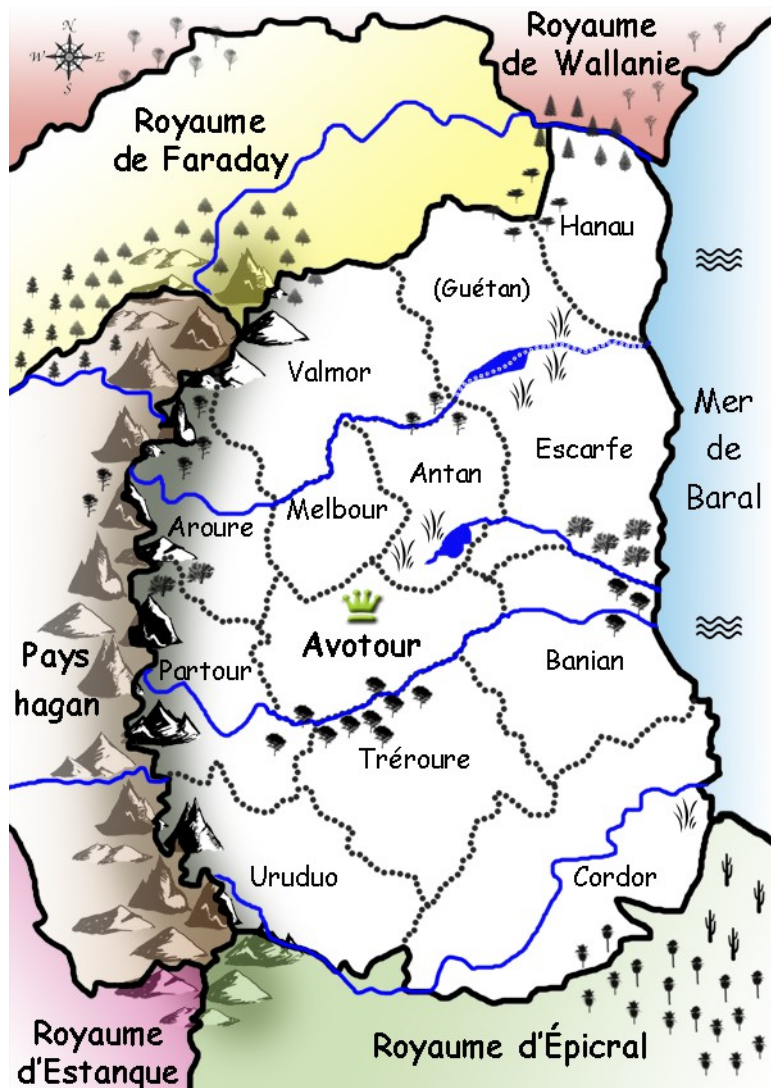 N
W E
S
Royaume
de Wallanie
Royaume
de Faraday
Hanau
(Guétan)
Valmor
Mer
de
Baral
Escarfe
Antan
Melbour
Aroure
Avotour
Pays
hagan
Partour
Banian
Tréroure
Uruduo
Cordor
Royaume
d'Estanque
Royaume d'Épicral